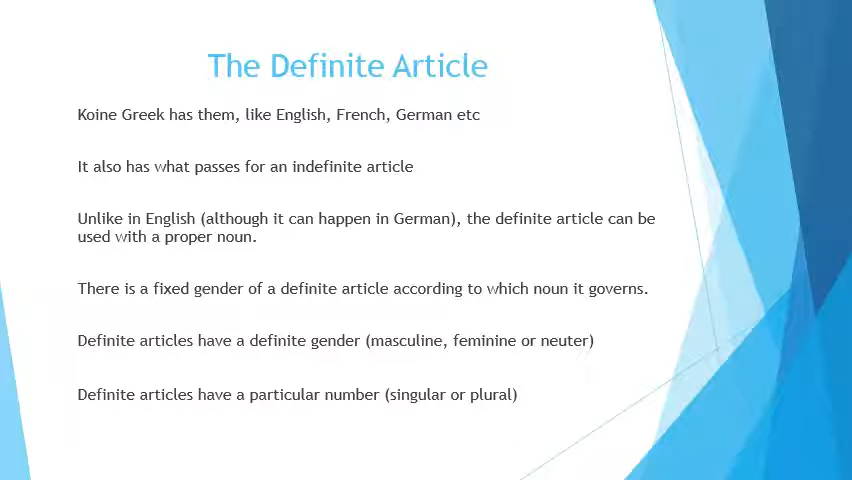 The Definite Article
Koine Greek has them, like English, French, German etc
It also has what passes for an indefinite article
Unlike in English (although it can happen in German), the definite article can be
used with a proper noun.
There is a fixed gender of a definite article according to which noun it governs.
Definite articles have a definite gender (masculine, feminine or neuter)
Definite articles have a particular number (singular or plural)